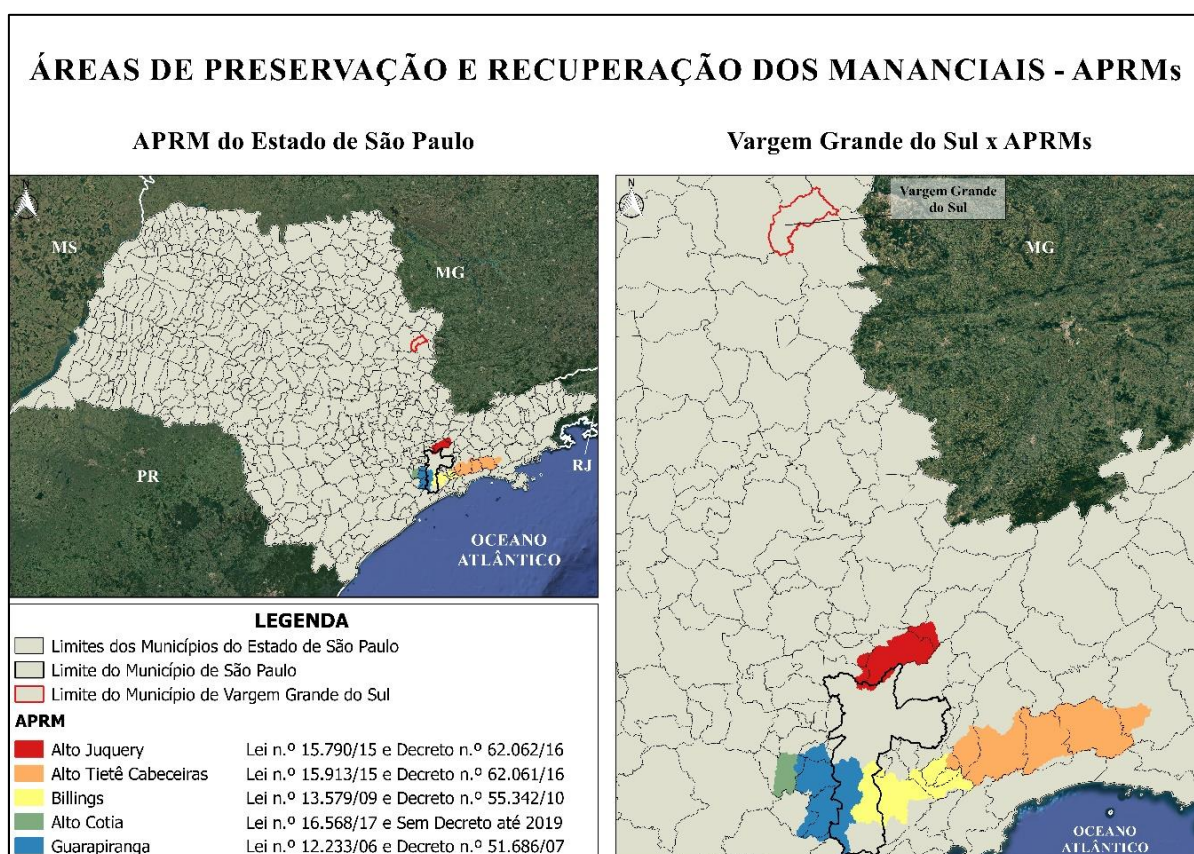 ÁREAS DE PRESERVAÇÃO E RECUPERAÇÃO DOS MANANCIAIS - APRMs
APRM do Estado de São Paulo
N
MS
MG
PR
RJ
OCEANO
ATLÂNTICO
LEGENDA
Limites dos Municípios do Estado de São Paulo
Limite do Município de São Paulo
Limite do Município de Vargem Grande do Sul
APRM
Alto Juquery Lei n.º 15.790/15 e Decreto n.º 62.062/16
Alto Tietê Cabeceiras Lei n.º 15.913/15 e Decreto n.º 62.061/16
Billings Lei n.º 13.579/09 e Decreto n.º 55.342/10
Alto Cotia Lei n.º 16.568/17 e Sem Decreto até 2019
Guarapiranga Lei n.º 12.233/06 e Decreto n.º 51.686/07
Vargem Grande do Sul x APRMs
N
Vargem Grande
do Sul
MG
OCEANO
ATLÂNTICO